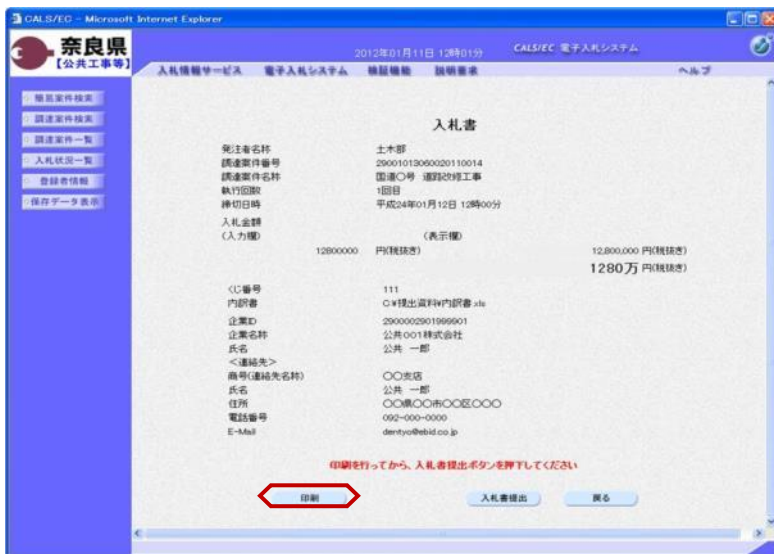 CALS/EC - Microsoft Internet Explorer
奈良県
【公共工事等】
2012年01月11日 12時01分
CALS/EC 電子入札システム
入札情報サービス 電子入札システム 検証機能 説明要求 ヘルプ
簡易案件検索
調達案件検索
調達案件一覧
入札状況一覧
登録者情報
保存データ表示
入札書
発注者名称 土木部
調達案件番号 29001013060020110014
調達案件名称 国道〇号 道路改修工事
執行回数 1回目
締切日時 平成24年01月12日 12時00分
入札金額
(入力欄) (表示欄)
12800000 円(税抜き) 12,800,000 円(税抜き)
1280万 円(税抜き)
くじ番号 111
内訳書 C:¥提出資料¥内訳書.xls
企業ID 2900002901999901
企業名称 公共001株式会社
氏名 公共 一郎
<連絡先>
商号(連絡先名称) 〇〇支店
氏名 公共 一郎
住所 〇〇県〇〇市〇〇区〇〇〇
電話番号 092-000-0000
E-Mail dentyo@ebid.co.jp
印刷を行ってから、入札書提出ボタンを押下してください
印刷 入札書提出 戻る